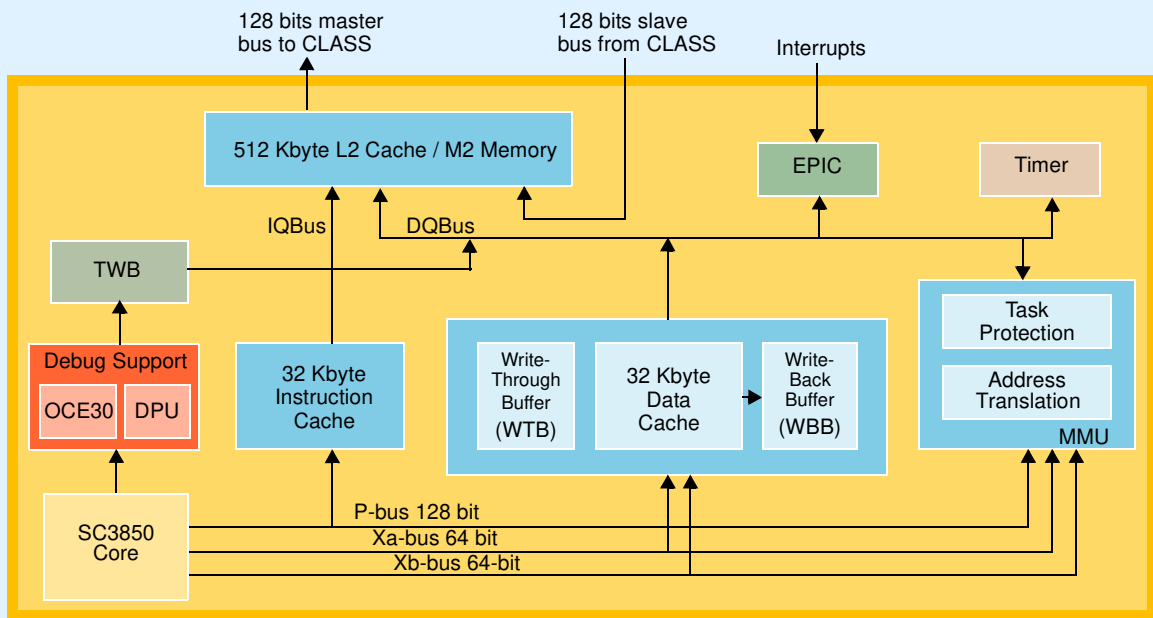 128 bits master
bus to CLASS
128 bits slave
bus from CLASS
Interrupts
512 Kbyte L2 Cache / M2 Memory
EPIC
Timer
IQBus
DQBus
TWB
Task
Protection
Address
Translation
MMU
Debug Support
OCE30
DPU
32 Kbyte
Instruction
Cache
Write-
Through
Buffer
(WTB)
32 Kbyte
Data
Cache
Write-
Back
Buffer
(WBB)
SC3850
Core
P-bus 128 bit
Xa-bus 64 bit
Xb-bus 64-bit